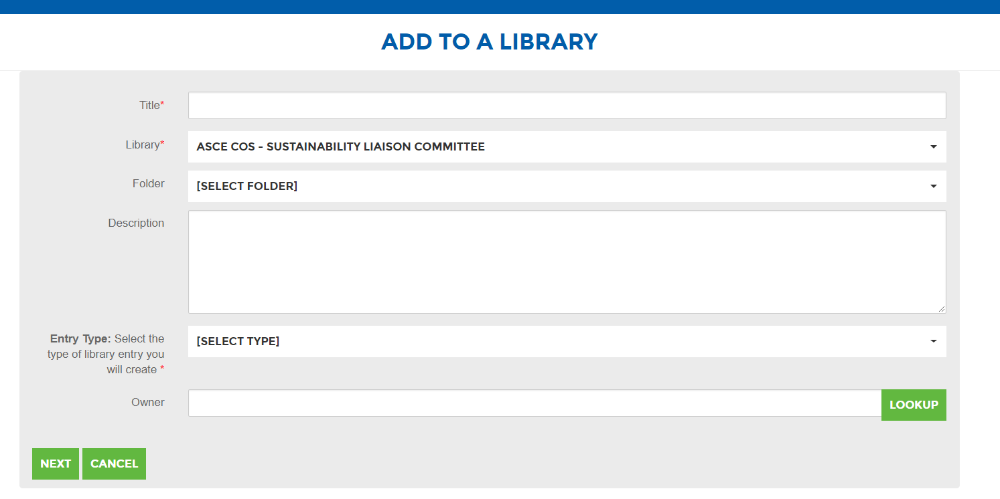 ADD TO A LIBRARY
Title*
Library*
ASCE COS - SUSTAINABILITY LIAISON COMMITTEE
Folder
[SELECT FOLDER]
Description
Entry Type: Select the
type of library entry you
will create *
[SELECT TYPE]
Owner
LOOKUP
NEXT
CANCEL